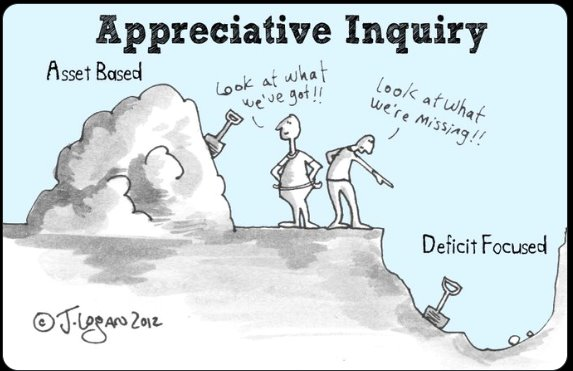 Appreciative Inquiry
Asset Based
Look at what
we've got!!
Look at what
we're Missing!!
Deficit Focused
© J. Logan 2012